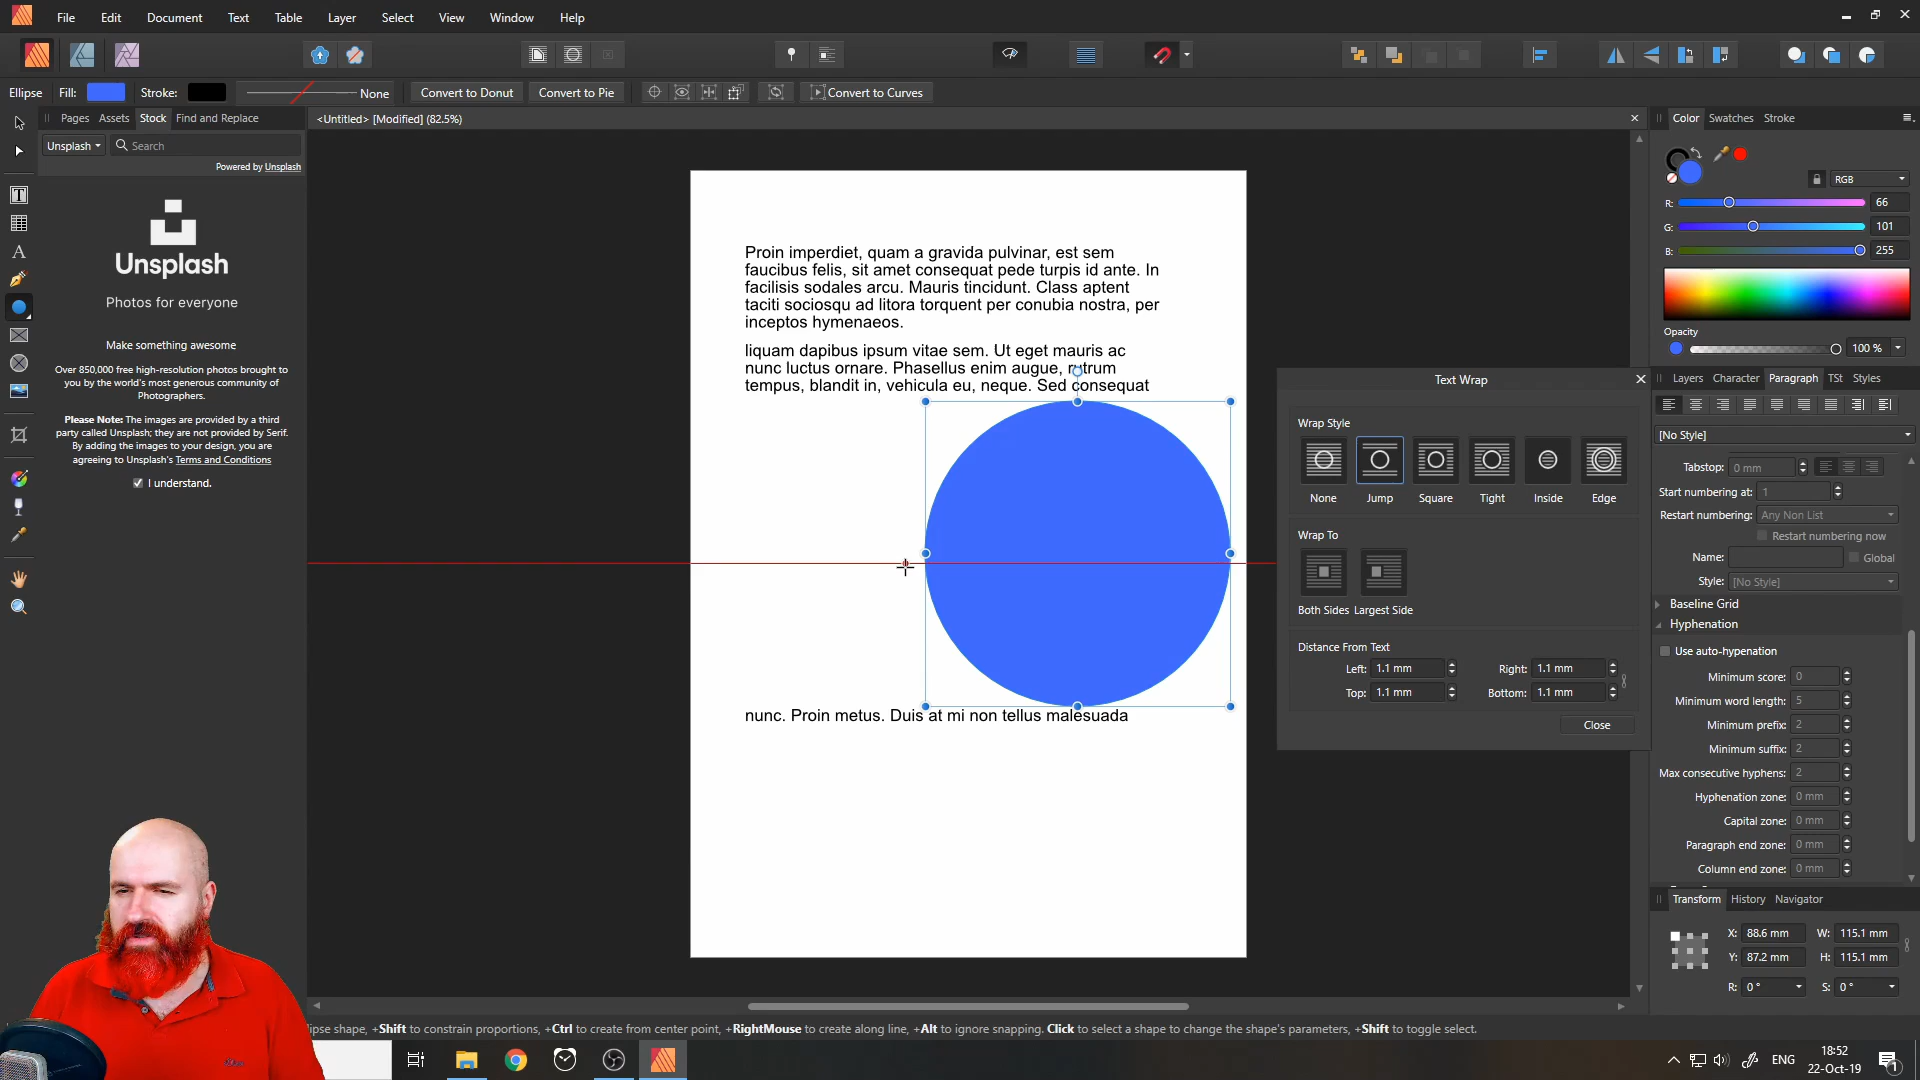 File Edit Document Text Table Layer Select View Window Help
Ellipse Fill: Stroke: None Convert to Donut Convert to Pie Convert to Curves
Pages Assets Stock Find and Replace
<Untitled> [Modified] (82.5%)
Unsplash Search
Powered by Unsplash
Unsplash
Photos for everyone
Make something awesome
Over 850,000 free high-resolution photos brought to
you by the world's most generous community of
Photographers.
Please Note: The images are provided by a third
party called Unsplash; they are not provided by Serif.
By adding the images to your design, you are
agreeing to Unsplash's Terms and Conditions
I understand.
Proin imperdiet, quam a gravida pulvinar, est sem
faucibus felis, sit amet consequat pede turpis id ante. In
facilisis sodales arcu. Mauris tincidunt. Class aptent
taciti sociosqu ad litora torquent per conubia nostra, per
inceptos hymenaeos.
liquam dapibus ipsum vitae sem. Ut eget mauris ac
nunc luctus ornare. Phasellus enim augue, rutrum
tempus, blandit in, vehicula eu, neque. Sed consequat
nunc. Proin metus. Duis at mi non tellus malesuada
Text Wrap
Wrap Style
None Jump Square Tight Inside Edge
Wrap To
Both Sides Largest Side
Distance From Text
Left: 1.1 mm Right: 1.1 mm
Top: 1.1 mm Bottom: 1.1 mm
Close
Color Swatches Stroke
RGB
R: 66
G: 101
B: 255
Opacity
100 %
Layers Character Paragraph TSt Styles
[No Style]
Tabstop: 0 mm
Start numbering at: 1
Restart numbering: Any Non List
Restart numbering now
Name: Global
Style: [No Style]
Baseline Grid
Hyphenation
Use auto-hypenation
Minimum score: 0
Minimum word length: 5
Minimum prefix: 2
Minimum suffix: 2
Max consecutive hyphens: 2
Hyphenation zone: 0 mm
Capital zone: 0 mm
Paragraph end zone: 0 mm
Column end zone: 0 mm
Transform History Navigator
X: 88.6 mm W: 115.1 mm
Y: 87.2 mm H: 115.1 mm
R: 0 ° S: 0 °
lipse shape, +Shift to constrain proportions, +Ctrl to create from center point, +RightMouse to create along line, +Alt to ignore snapping. Click to select a shape to change the shape's parameters, +Shift to toggle select.
ENG
18:52
22-Oct-19
1